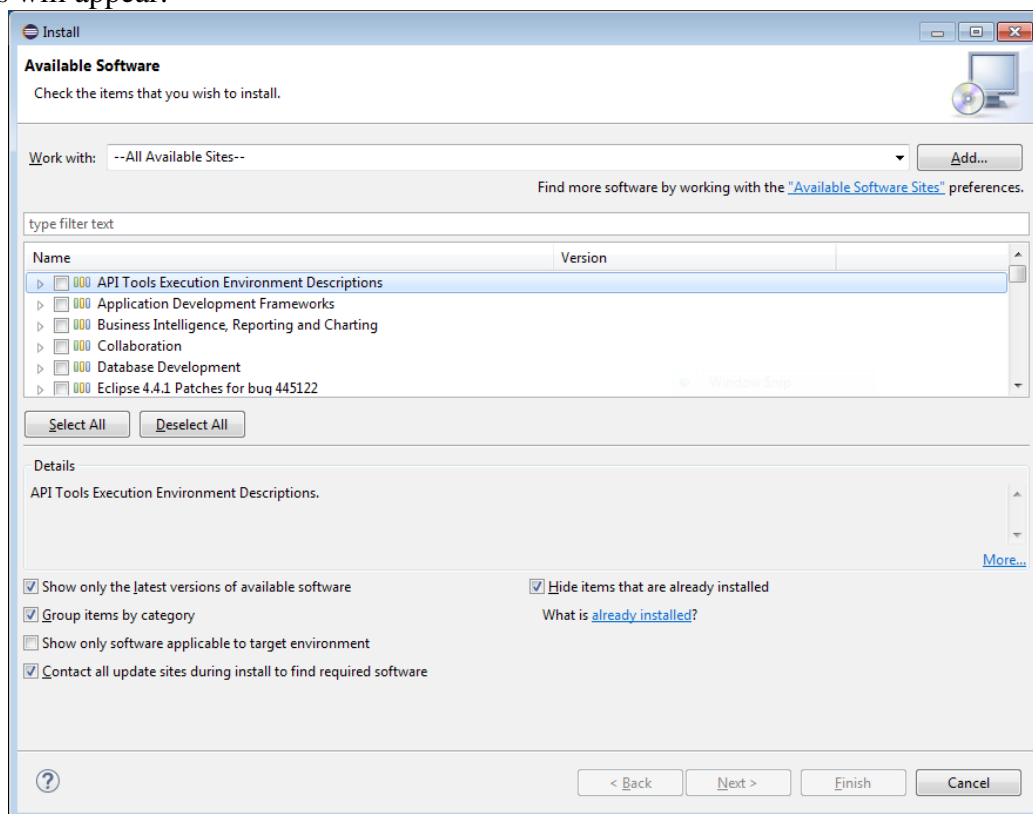 s will appear.
Install
Available Software
Check the items that you wish to install.
Work with: --All Available Sites-- Add...
Find more software by working with the "Available Software Sites" preferences.
type filter text
Name Version
API Tools Execution Environment Descriptions
Application Development Frameworks
Business Intelligence, Reporting and Charting
Collaboration
Database Development
Eclipse 4.4.1 Patches for bug 445122
Window Snip
Select All Deselect All
Details
API Tools Execution Environment Descriptions.
More...
Show only the latest versions of available software Hide items that are already installed
Group items by category What is already installed?
Show only software applicable to target environment
Contact all update sites during install to find required software
? < Back Next > Finish Cancel